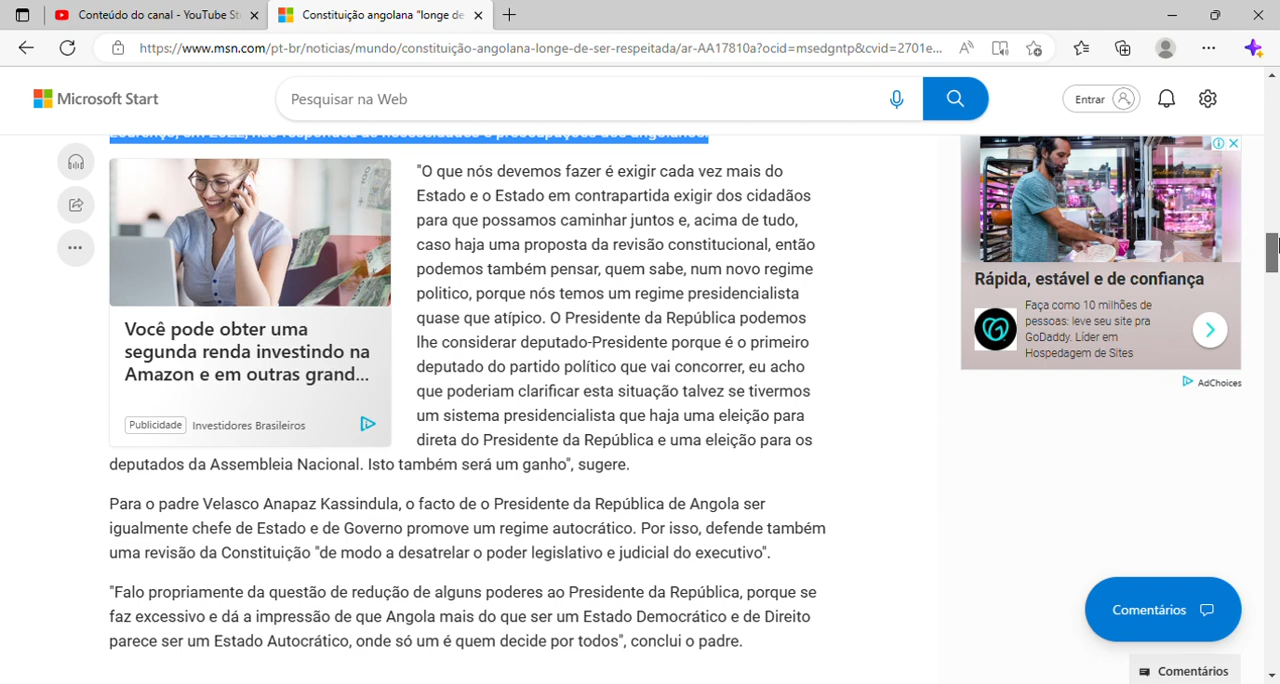 Conteúdo do canal - YouTube St
Constituição angolana "longe de
https://www.msn.com/pt-br/noticias/mundo/constituição-angolana-longe-de-ser-respeitada/ar-AA17810a?ocid=msedgntp&cvid=2701e...
Microsoft Start
Pesquisar na Web
Entrar
"O que nós devemos fazer é exigir cada vez mais do
Estado e o Estado em contrapartida exigir dos cidadãos
para que possamos caminhar juntos e, acima de tudo,
caso haja uma proposta da revisão constitucional, então
podemos também pensar, quem sabe, num novo regime
politico, porque nós temos um regime presidencialista
quase que atípico. O Presidente da República podemos
lhe considerar deputado-Presidente porque é o primeiro
deputado do partido político que vai concorrer, eu acho
que poderiam clarificar esta situação talvez se tivermos
um sistema presidencialista que haja uma eleição para
direta do Presidente da República e uma eleição para os
deputados da Assembleia Nacional. Isto também será um ganho", sugere.
Você pode obter uma
segunda renda investindo na
Amazon e em outras grand...
Publicidade Investidores Brasileiros
Para o padre Velasco Anapaz Kassindula, o facto de o Presidente da República de Angola ser
igualmente chefe de Estado e de Governo promove um regime autocrático. Por isso, defende também
uma revisão da Constituição "de modo a desatrelar o poder legislativo e judicial do executivo".
"Falo propriamente da questão de redução de alguns poderes ao Presidente da República, porque se
faz excessivo e dá a impressão de que Angola mais do que ser um Estado Democrático e de Direito
parece ser um Estado Autocrático, onde só um é quem decide por todos", conclui o padre.
Rápida, estável e de confiança
Faça como 10 milhões de
pessoas: leve seu site pra
GoDaddy. Líder em
Hospedagem de Sites
AdChoices
Comentários
Comentários